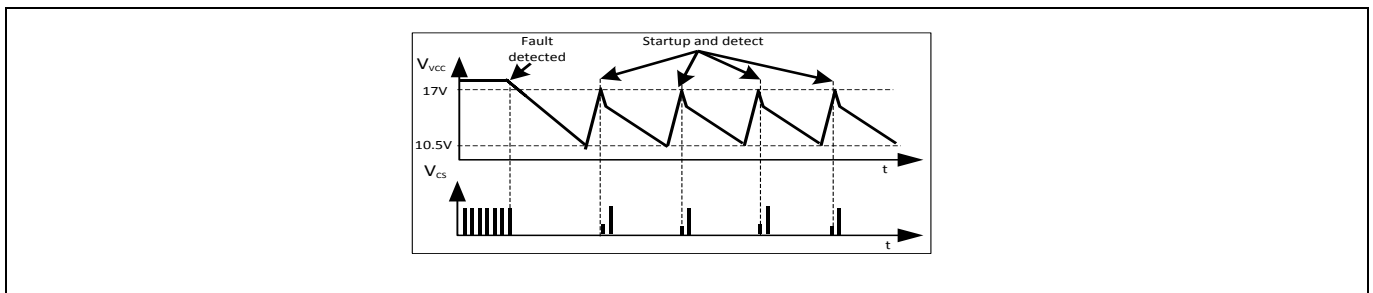 Fault
detected
Startup and detect
VVCC
17V
10.5V
t
VCS
t